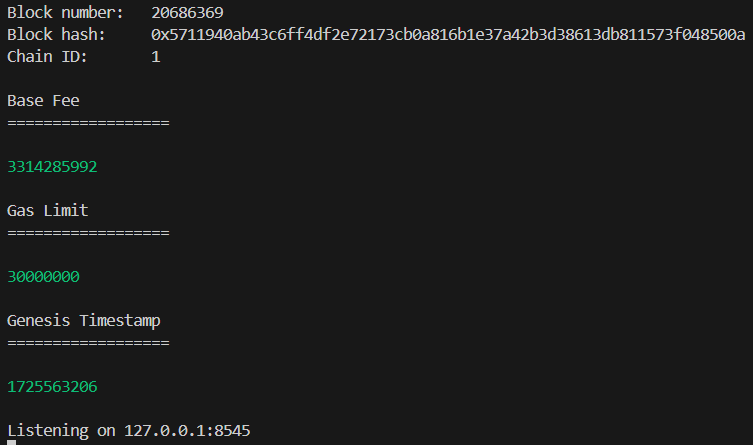 Block number:   20686369
Block hash:     0x5711940ab43c6ff4df2e72173cb0a816b1e37a42b3d38613db811573f048500a
Chain ID:       1
Base Fee
==================
3314285992
Gas Limit
==================
30000000
Genesis Timestamp
==================
1725563206
Listening on 127.0.0.1:8545